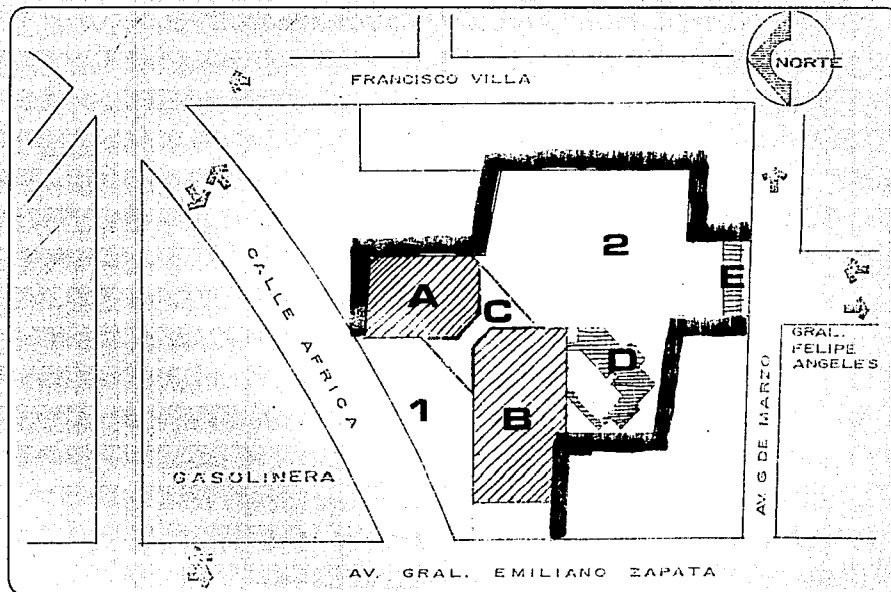 NORTE
FRANCISCO VILLA
2
CALLE AFRICA
A
C
E
D
GRAL.
FELIPE
ANGELES
1
B
AV. 6 DE MARZO
GASOLINERA
AV. GRAL. EMILIANO ZAPATA